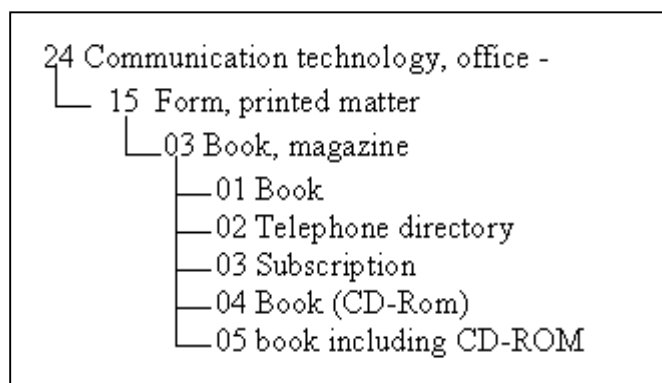 24 Communication technology, office -
15 Form, printed matter
03 Book, magazine
01 Book
02 Telephone directory
03 Subscription
04 Book (CD-Rom)
05 book including CD-ROM